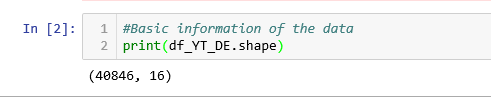 In [2]: 1 #Basic information of the data
2 print(df_YT_DE.shape)
(40846, 16)